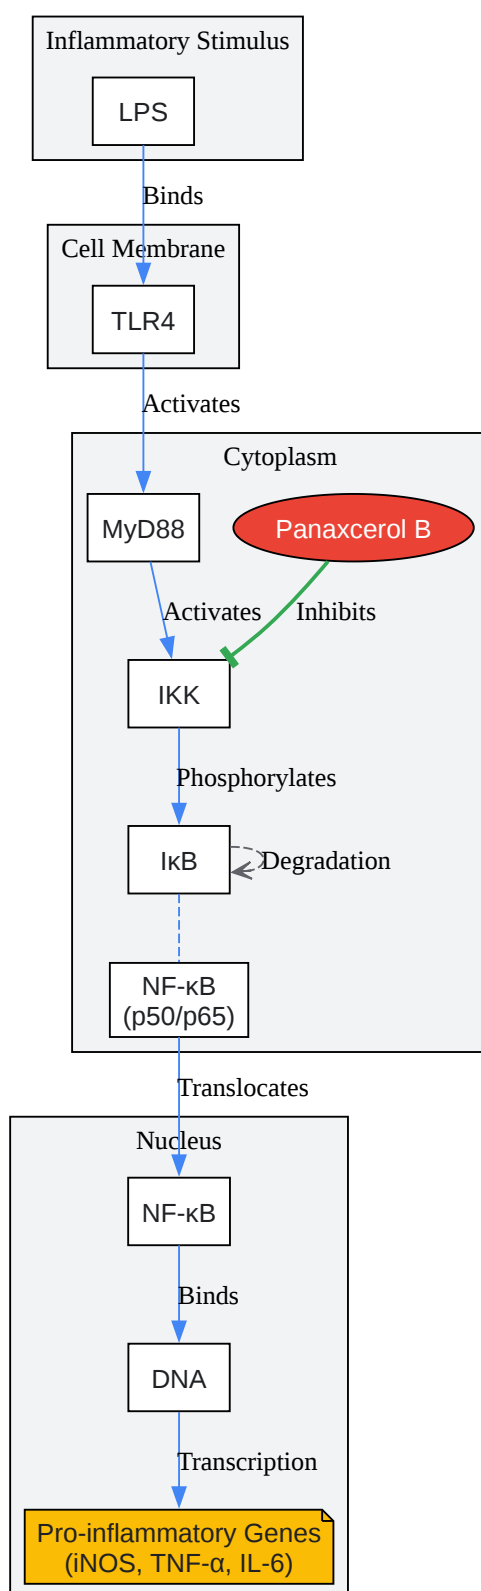 Inflammatory Stimulus
LPS
Binds
Cell Membrane
TLR4
Activates
Cytoplasm
MyD88
Panaxcerol B
Activates
Inhibits
IKK
Phosphorylates
IκB
Degradation
NF-κB
(p50/p65)
Translocates
Nucleus
NF-κB
Binds
DNA
Transcription
Pro-inflammatory Genes
(iNOS, TNF-α, IL-6)